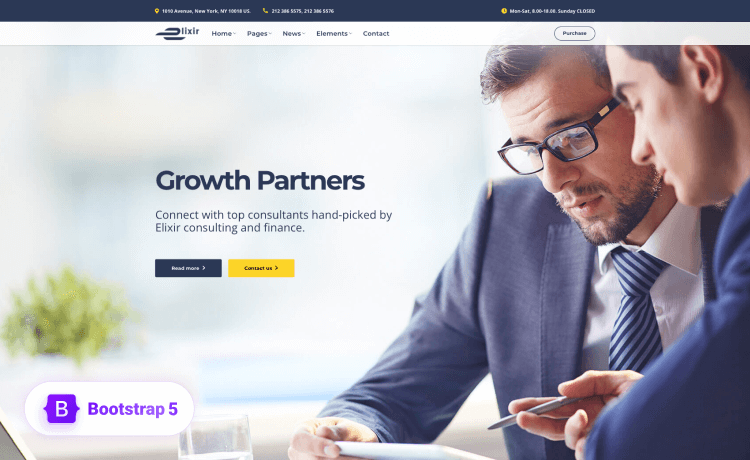 1010 Avenue, New York, NY 10018 US. 212 386 5575, 212 386 5576 Mon-Sat, 8.00-18.00. Sunday CLOSED
Elixir Home Pages News Elements Contact Purchase
Growth Partners
Connect with top consultants hand-picked by
Elixir consulting and finance.
Read more Contact us
B Bootstrap 5